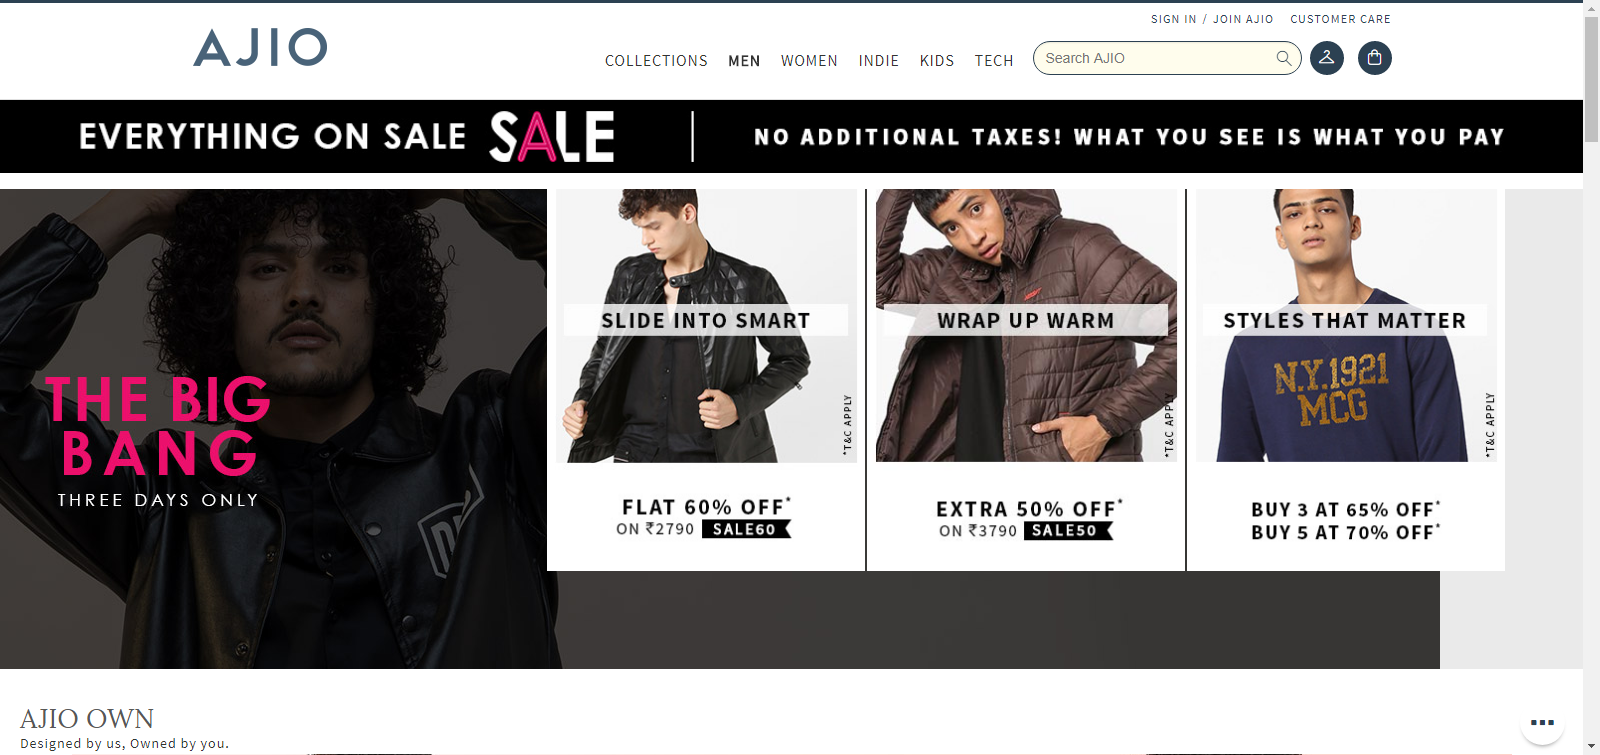 SIGN IN / JOIN AJIO CUSTOMER CARE
AJIO
COLLECTIONS MEN WOMEN INDIE KIDS TECH Search AJIO
EVERYTHING ON SALE SALE NO ADDITIONAL TAXES! WHAT YOU SEE IS WHAT YOU PAY
THE BIG
BANG
THREE DAYS ONLY
SLIDE INTO SMART
*T&C APPLY
FLAT 60% OFF*
ON ₹2790 SALE60
WRAP UP WARM
*T&C APPLY
EXTRA 50% OFF*
ON ₹3790 SALE50
STYLES THAT MATTER
N.Y.1921
MCG
*T&C APPLY
BUY 3 AT 65% OFF*
BUY 5 AT 70% OFF*
AJIO OWN
Designed by us, Owned by you.